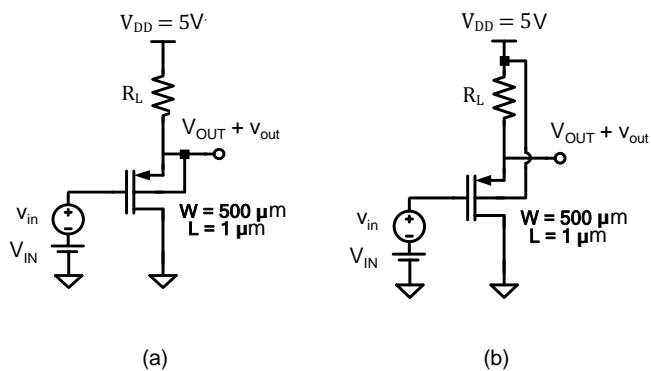 V_DD = 5V
R_L
V_OUT + v_out
v_in
V_IN
W = 500 µm
L = 1 µm
(a)
V_DD = 5V
R_L
V_OUT + v_out
v_in
V_IN
W = 500 µm
L = 1 µm
(b)